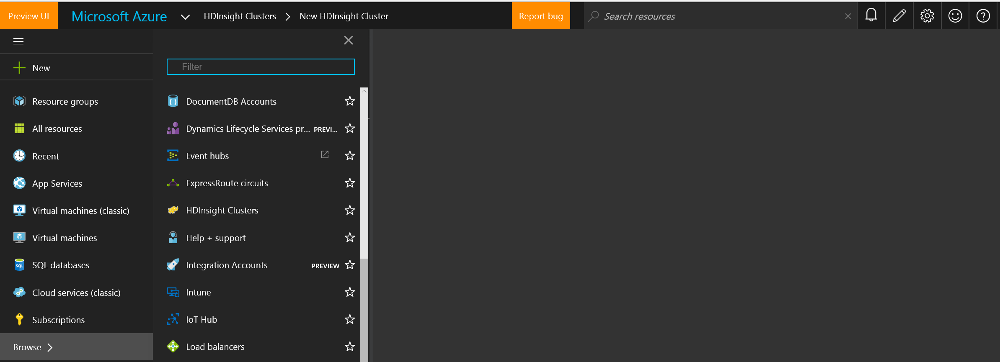 Preview UI
Microsoft Azure
HDInsight Clusters
New HDInsight Cluster
Report bug
Search resources
New
Resource groups
All resources
Recent
App Services
Virtual machines (classic)
Virtual machines
SQL
SQL databases
Cloud services (classic)
Subscriptions
Browse
Filter
DocumentDB Accounts
Dynamics Lifecycle Services pr... PREVI...
Event hubs
ExpressRoute circuits
HDInsight Clusters
Help + support
Integration Accounts PREVIEW
Intune
IoT Hub
Load balancers